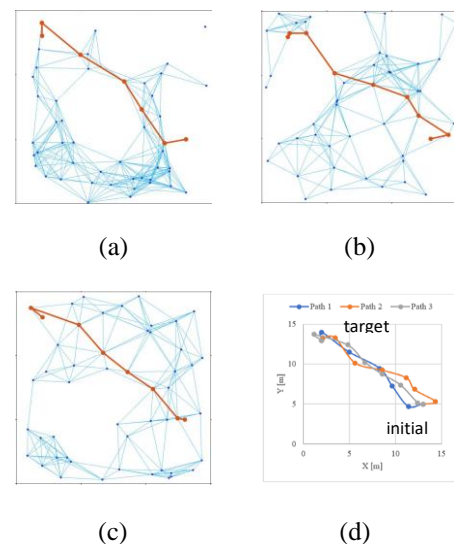 (a)
(b)
Path 1 Path 2 Path 3
target
15
10
5
0
Y [m]
initial
0 5 10 15
X [m]
(c)
(d)